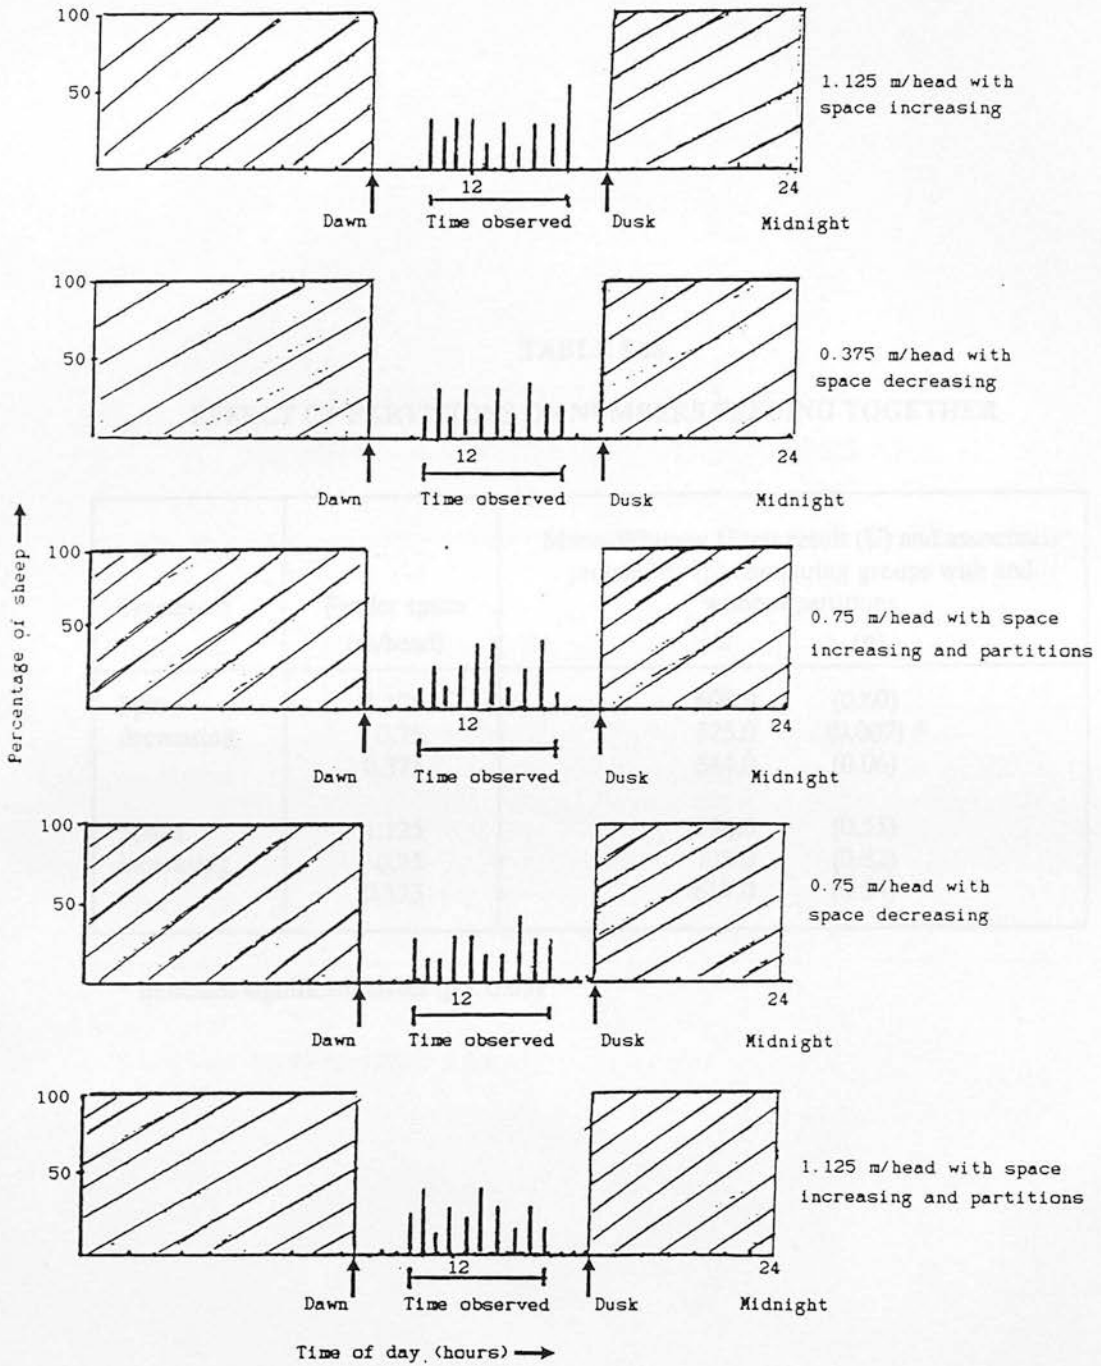 100
50
12
24
Dawn
Time observed
Dusk
Midnight
1.125 m/head with
space increasing
100
50
12
24
Dawn
Time observed
Dusk
Midnight
0.375 m/head with
space decreasing
Percentage of sheep
100
50
12
24
Dawn
Time observed
Dusk
Midnight
0.75 m/head with space
increasing and partitions
100
50
12
24
Dawn
Time observed
Dusk
Midnight
0.75 m/head with
space decreasing
100
50
12
24
Dawn
Time observed
Dusk
Midnight
1.125 m/head with space
increasing and partitions
Time of day (hours)